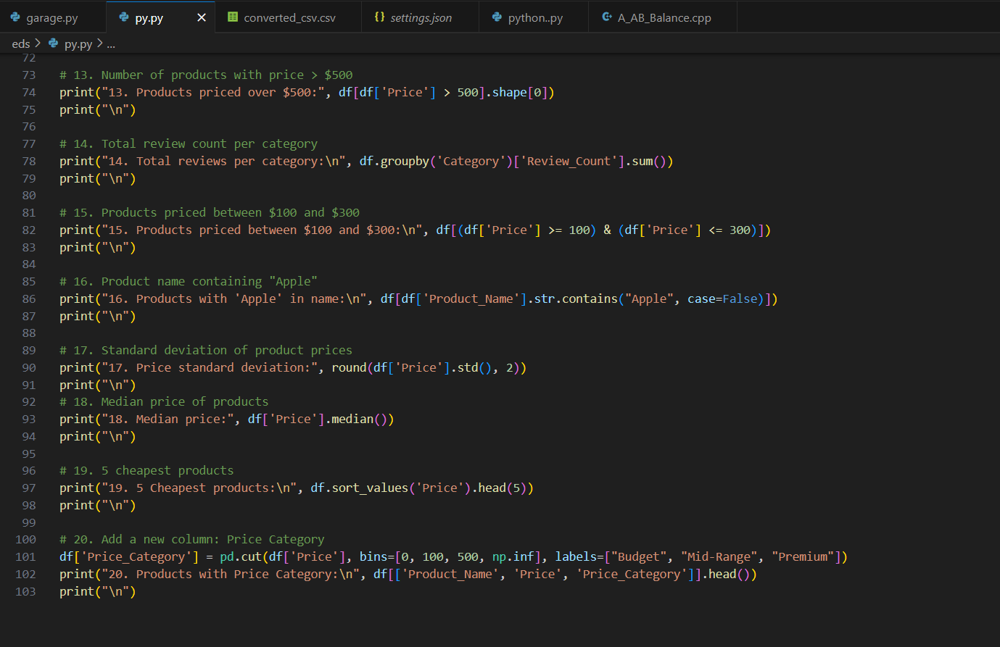 garage.py py.py converted_csv.csv {} settings.json python..py A_AB_Balance.cpp
eds > py.py > ...
72
73 # 13. Number of products with price > $500
74 print("13. Products priced over $500:", df[df['Price'] > 500].shape[0])
75 print("\n")
76
77 # 14. Total review count per category
78 print("14. Total reviews per category:\n", df.groupby('Category')['Review_Count'].sum())
79 print("\n")
80
81 # 15. Products priced between $100 and $300
82 print("15. Products priced between $100 and $300:\n", df[(df['Price'] >= 100) & (df['Price'] <= 300)])
83 print("\n")
84
85 # 16. Product name containing "Apple"
86 print("16. Products with 'Apple' in name:\n", df[df['Product_Name'].str.contains("Apple", case=False)])
87 print("\n")
88
89 # 17. Standard deviation of product prices
90 print("17. Price standard deviation:", round(df['Price'].std(), 2))
91 print("\n")
92 # 18. Median price of products
93 print("18. Median price:", df['Price'].median())
94 print("\n")
95
96 # 19. 5 cheapest products
97 print("19. 5 Cheapest products:\n", df.sort_values('Price').head(5))
98 print("\n")
99
100 # 20. Add a new column: Price Category
101 df['Price_Category'] = pd.cut(df['Price'], bins=[0, 100, 500, np.inf], labels=["Budget", "Mid-Range", "Premium"])
102 print("20. Products with Price Category:\n", df[['Product_Name', 'Price', 'Price_Category']].head())
103 print("\n")